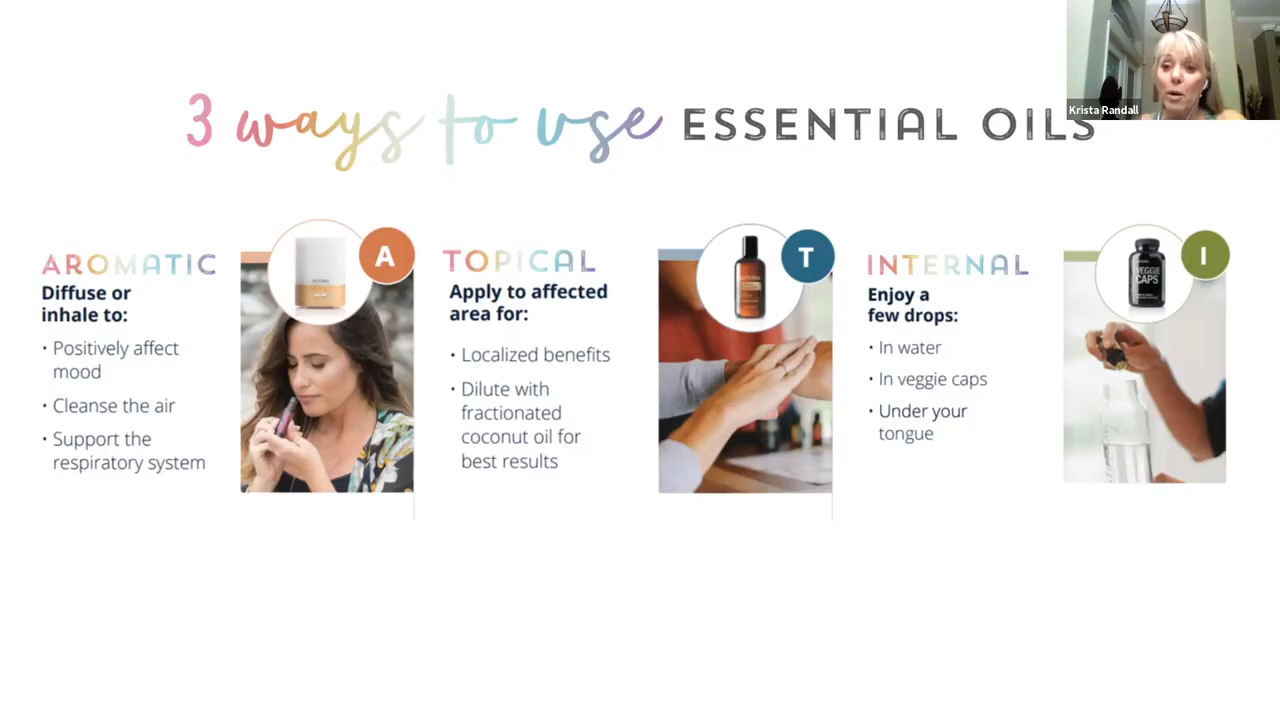 Krista Randall
3 ways to use ESSENTIAL OILS
A
AROMATIC
Diffuse or
inhale to:
• Positively affect
mood
• Cleanse the air
• Support the
respiratory system
T
TOPICAL
Apply to affected
area for:
• Localized benefits
• Dilute with
fractionated
coconut oil for
best results
I
INTERNAL
Enjoy a
few drops:
• In water
• In veggie caps
• Under your
tongue
VEGGIE
CAPS